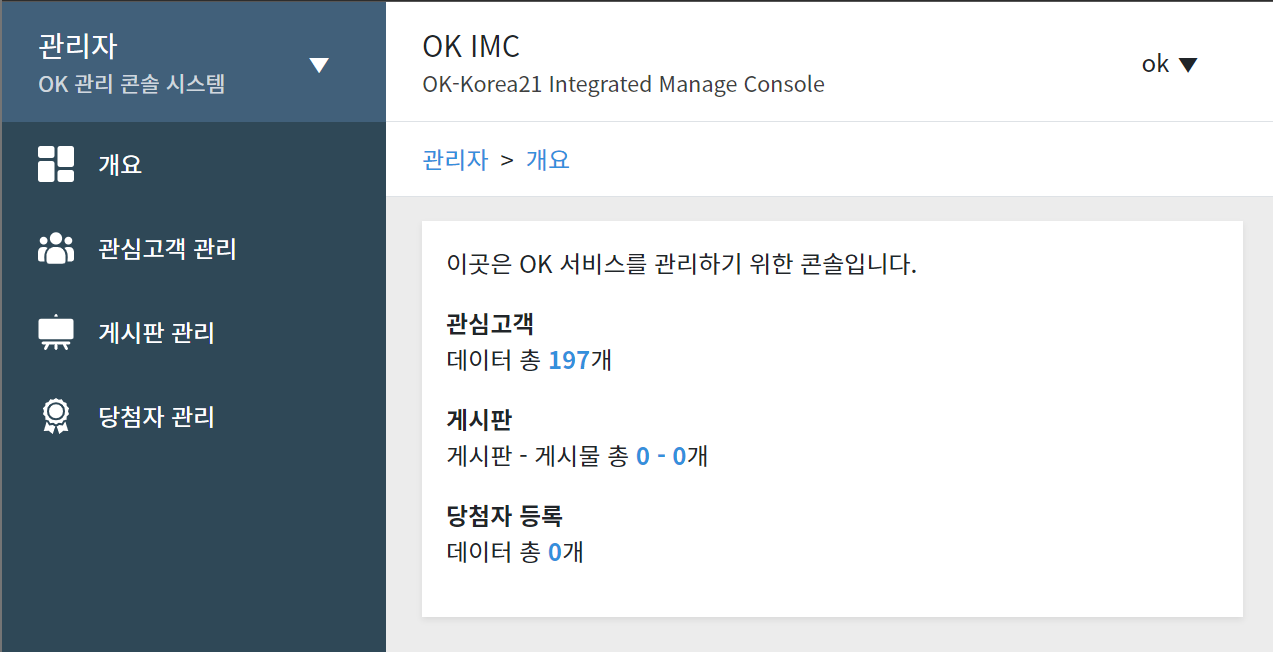 관리자
OK 관리 콘솔 시스템
개요
관심고객 관리
게시판 관리
당첨자 관리
OK IMC
OK-Korea21 Integrated Manage Console
ok
관리자 > 개요
이곳은 OK 서비스를 관리하기 위한 콘솔입니다.
관심고객
데이터 총 197개
게시판
게시판 - 게시물 총 0 - 0개
당첨자 등록
데이터 총 0개